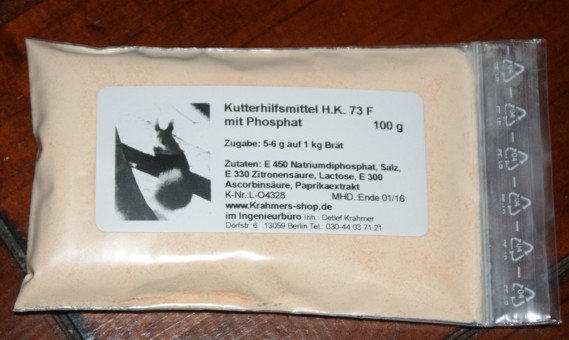 Kutterhilfsmittel H.K. 73 F
mit Phosphat 100 g
Zugabe: 5-6 g auf 1 kg Brät
Zutaten: E 450 Natriumdiphosphat, Salz,
E 330 Zitronensäure, Lactose, E 300
Ascorbinsäure, Paprikaextrakt
K-Nr.:L-O4328 MHD.:Ende 01/16
www.Krahmers-shop.de
im Ingenieurbüro Inh.: Detlef Krahmer
Dorfstr. 6 13059 Berlin Tel.: 030-44 03 71 21